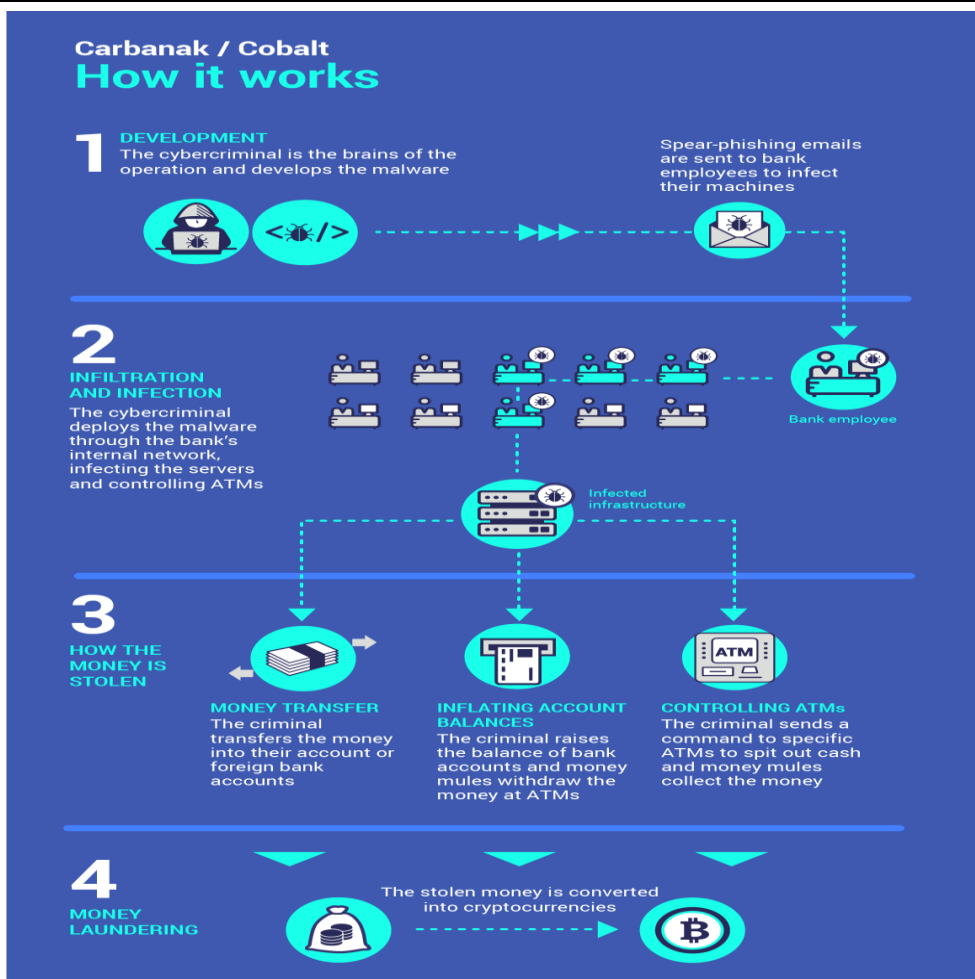 Carbanak / Cobalt
How it works
1
DEVELOPMENT
The cybercriminal is the brains of the
operation and develops the malware
Spear-phishing emails
are sent to bank
employees to infect
their machines
</>
2
INFILTRATION
AND INFECTION
The cybercriminal
deploys the malware
through the bank's
internal network,
infecting the servers
and controlling ATMs
Bank employee
Infected
infrastructure
3
HOW THE
MONEY IS
STOLEN
MONEY TRANSFER
The criminal
transfers the money
into their account or
foreign bank
accounts
INFLATING ACCOUNT
BALANCES
The criminal raises
the balance of bank
accounts and money
mules withdraw the
money at ATMs
ATM
CONTROLLING ATMs
The criminal sends a
command to specific
ATMs to spit out cash
and money mules
collect the money
4
MONEY
LAUNDERING
The stolen money is converted
into cryptocurrencies
B